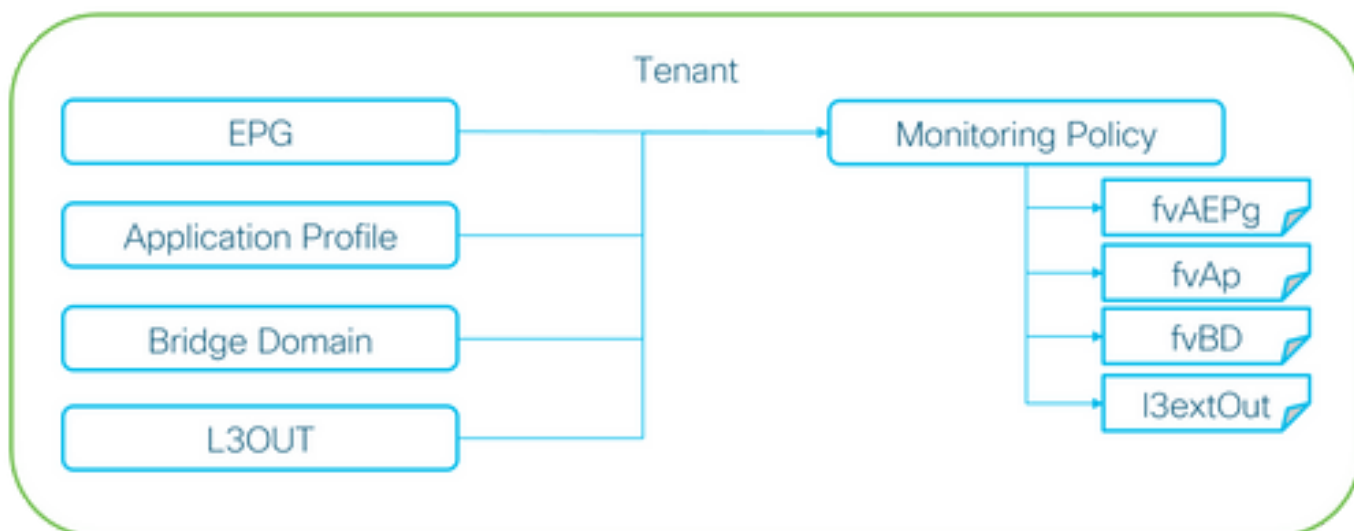 Tenant
EPG
Monitoring Policy
Application Profile
fvAEPg
fvAp
Bridge Domain
fvBD
L3OUT
l3extOut